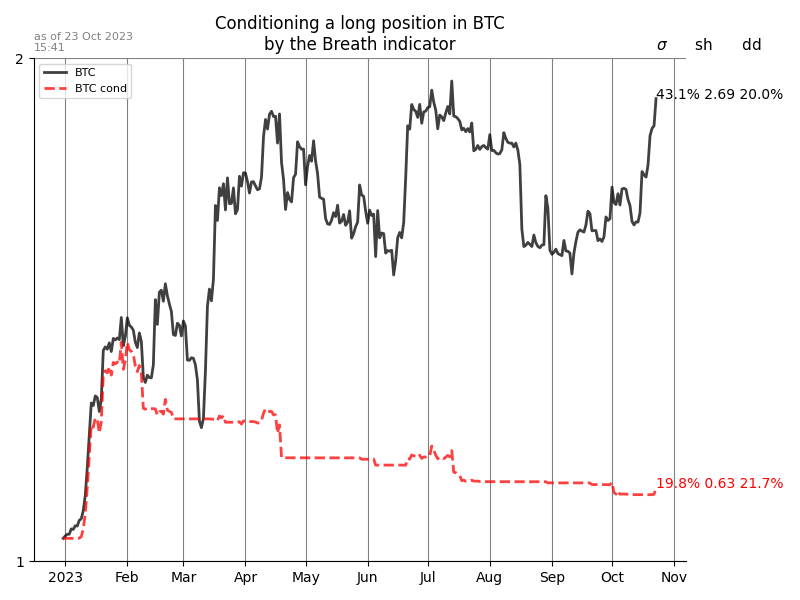 Conditioning a long position in BTC
by the Breath indicator
as of 23 Oct 2023
15:41
σ sh dd
2
BTC
BTC cond
43.1% 2.69 20.0%
19.8% 0.63 21.7%
1
2023 Feb Mar Apr May Jun Jul Aug Sep Oct Nov